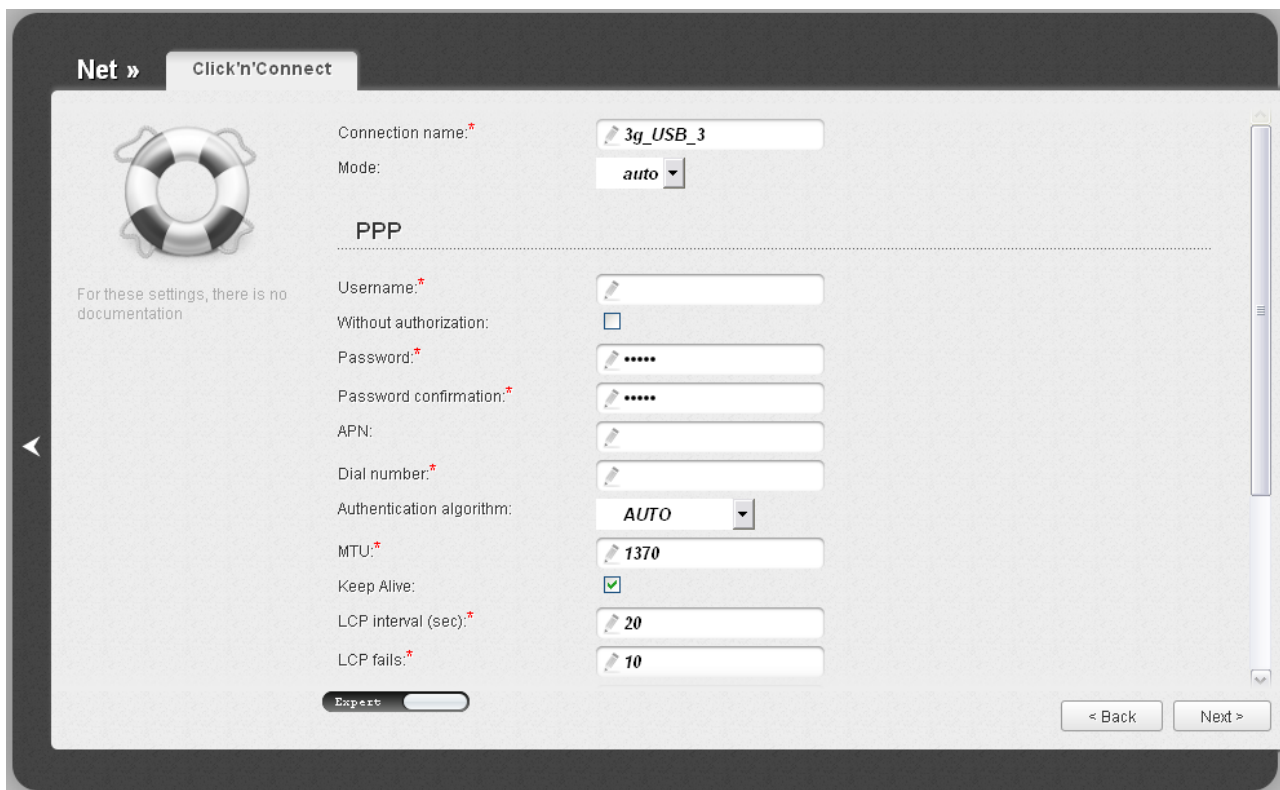 Net » Click'n'Connect
Connection name:* 3g_USB_3
Mode: auto
PPP
For these settings, there is no
documentation
Username:*
Without authorization:
Password:* •••••
Password confirmation:* •••••
APN:
Dial number:*
Authentication algorithm: AUTO
MTU:* 1370
Keep Alive:
LCP interval (sec):* 20
LCP fails:* 10
Expert
< Back Next >